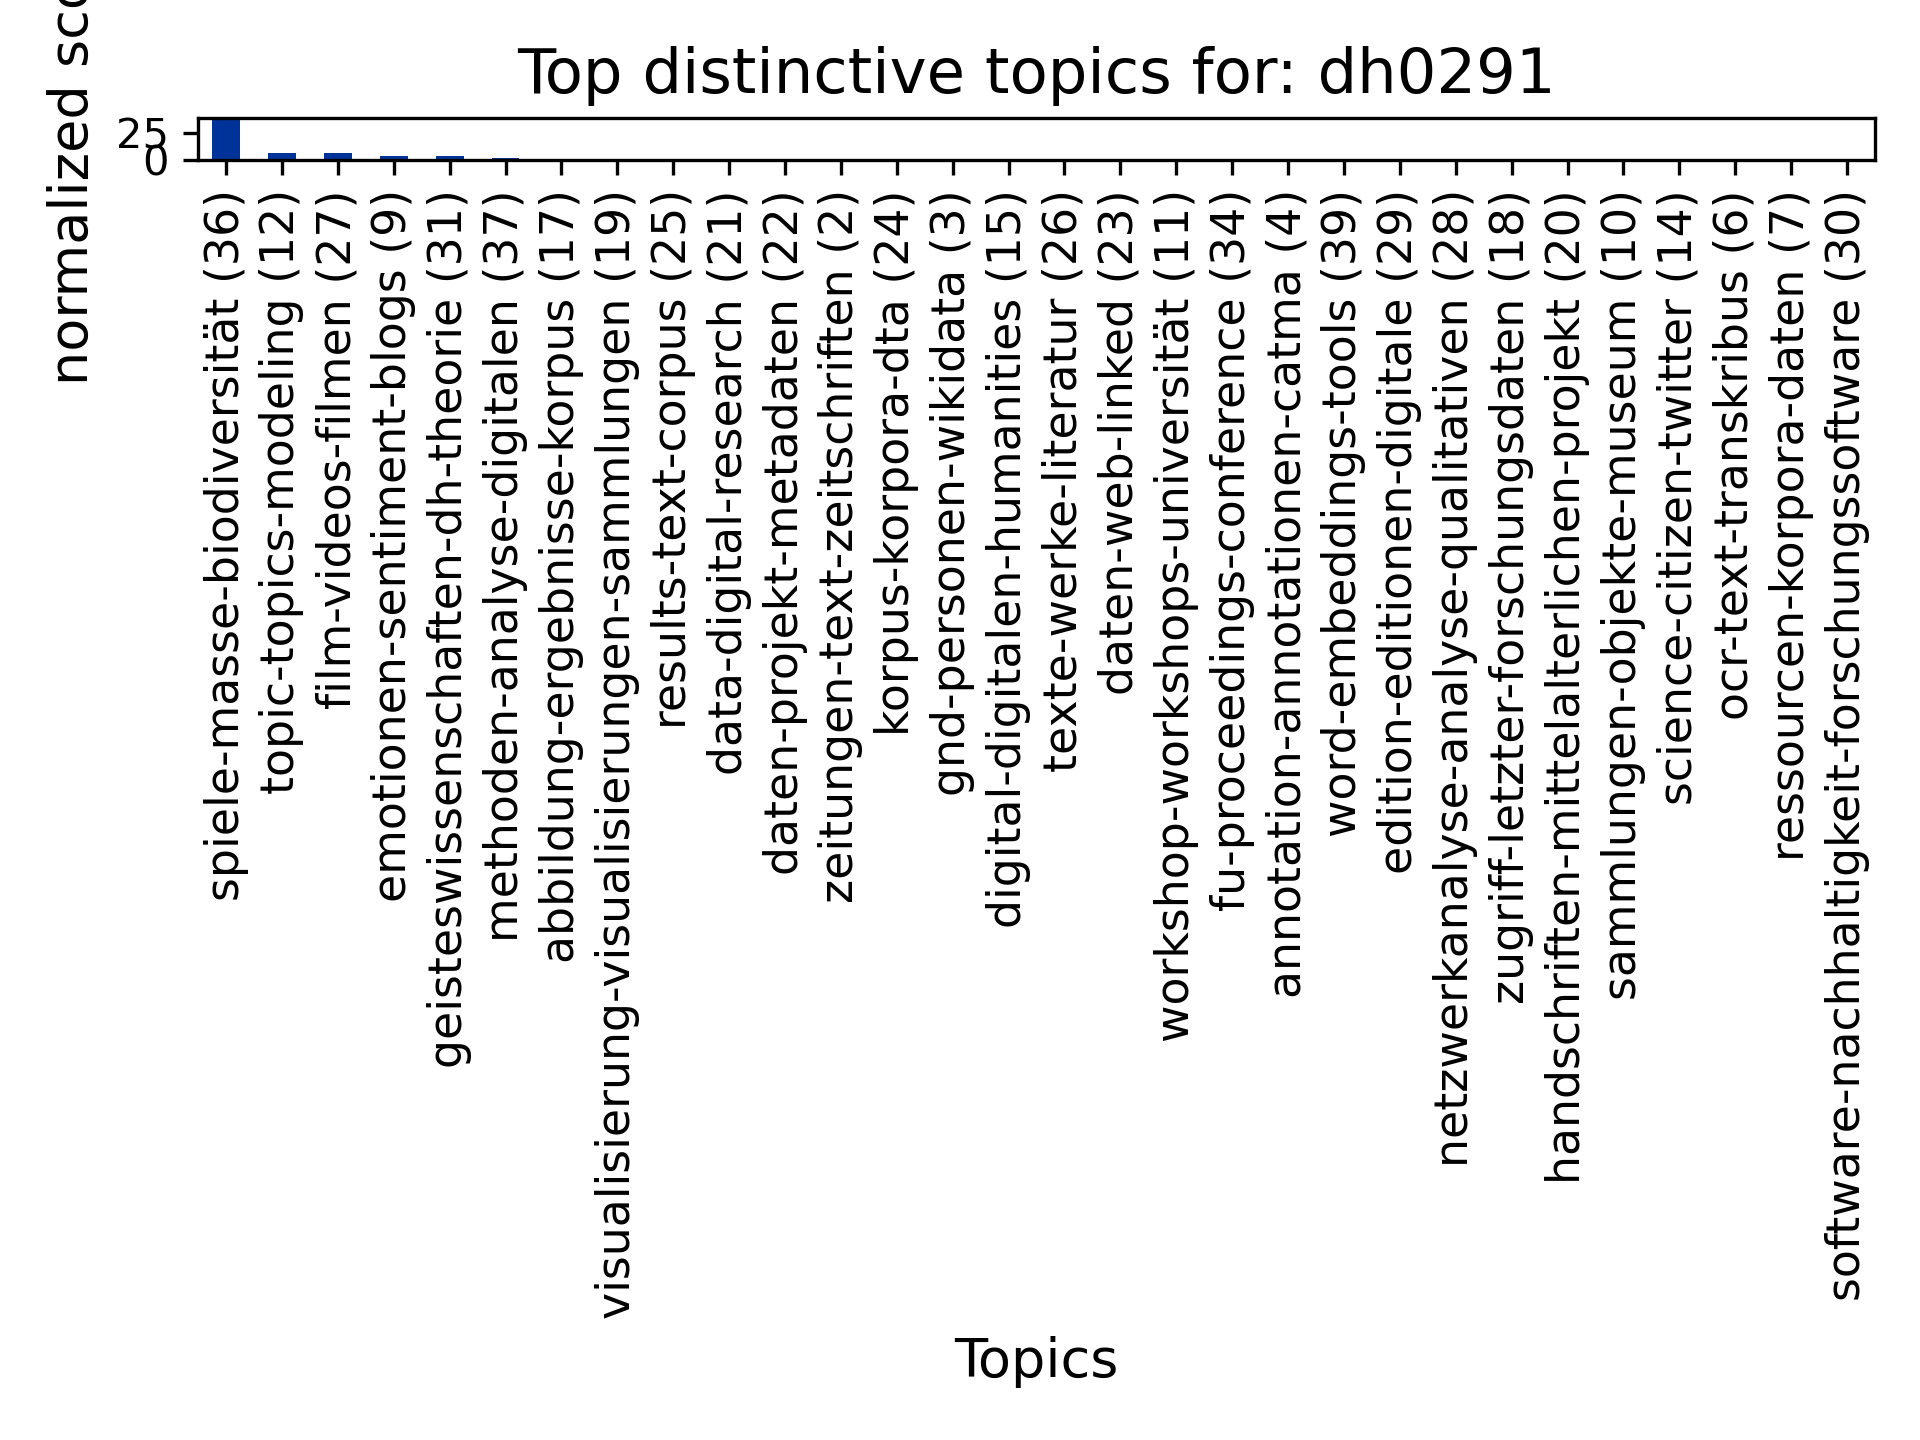 Top distinctive topics for: dh0291
normalized
25
0
spiele-masse-biodiversität (36)
topic-topics-modeling (12)
film-videos-filmen (27)
emotionen-sentiment-blogs (9)
geisteswissenschaften-dh-theorie (31)
methoden-analyse-digitalen (37)
abbildung-ergebnisse-korpus (17)
visualisierung-visualisierungen-sammlungen (19)
results-text-corpus (25)
data-digital-research (21)
daten-projekt-metadaten (22)
zeitungen-text-zeitschriften (2)
korpus-korpora-dta (24)
gnd-personen-wikidata (3)
digital-digitalen-humanities (15)
texte-werke-literatur (26)
daten-web-linked (23)
workshop-workshops-universität (11)
fu-proceedings-conference (34)
annotation-annotationen-catma (4)
word-embeddings-tools (39)
edition-editionen-digitale (29)
netzwerkanalyse-analyse-qualitativen (28)
zugriff-letzter-forschungsdaten (18)
handschriften-mittelalterlichen-projekt (20)
sammlungen-objekte-museum (10)
science-citizen-twitter (14)
ocr-text-transkribus (6)
ressourcen-korpora-daten (7)
software-nachhaltigkeit-forschungssoftware (30)
Topics